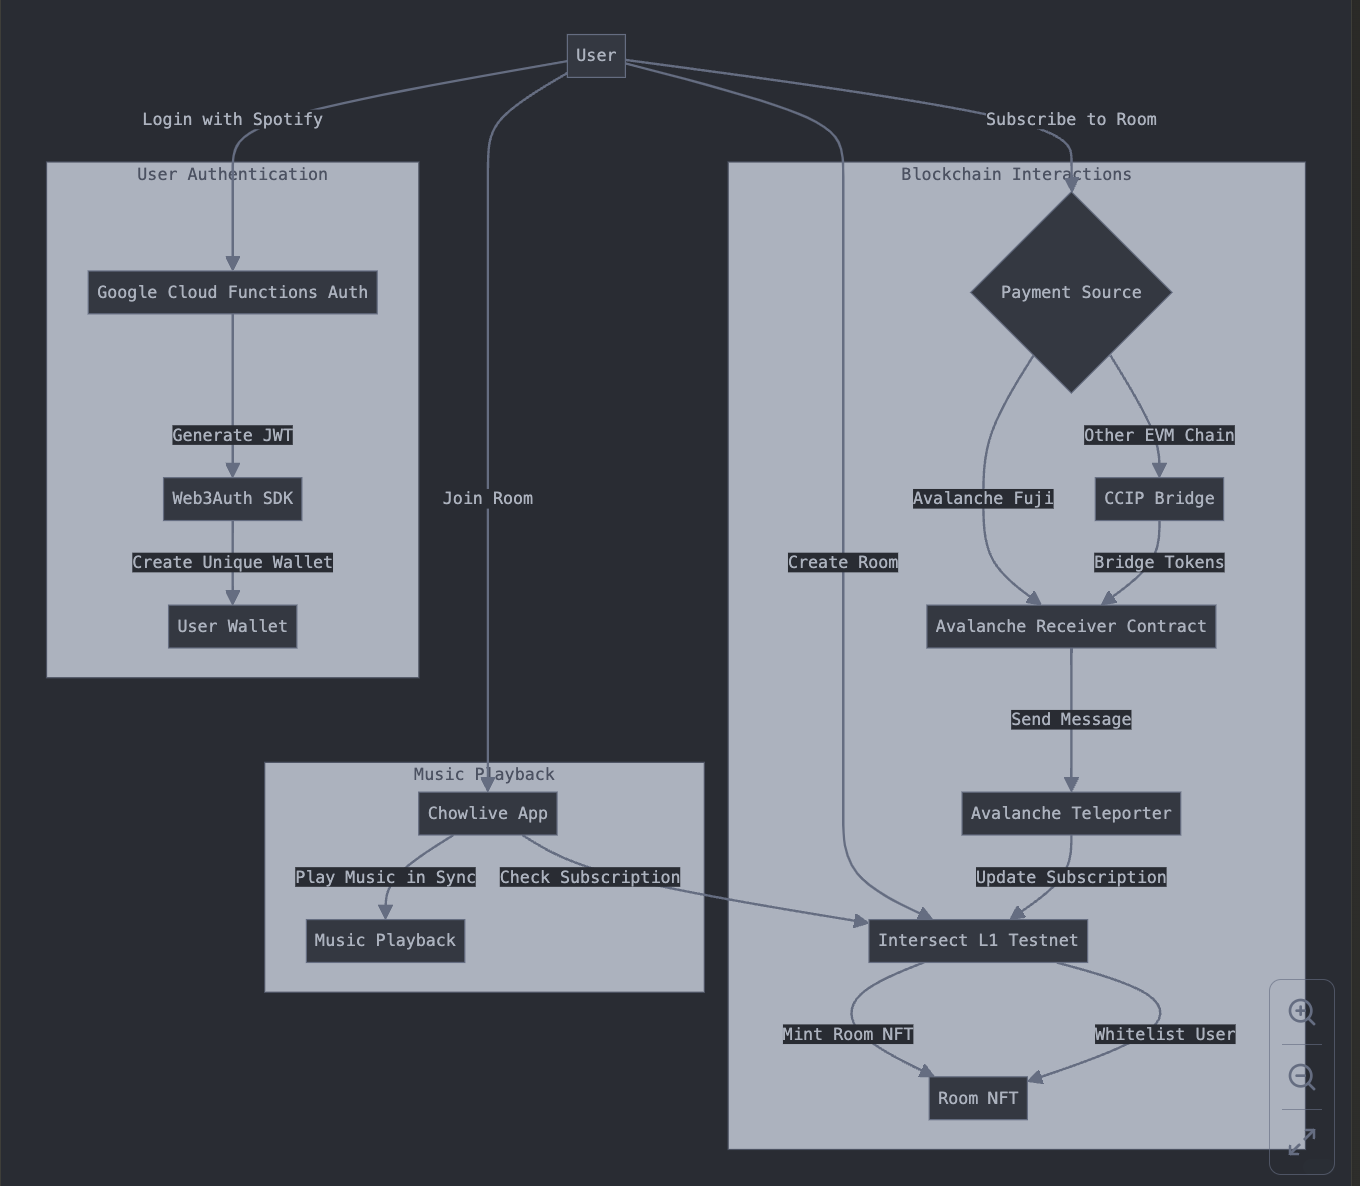 User
Login with Spotify
Subscribe to Room
User Authentication
Blockchain Interactions
Google Cloud Functions Auth
Payment Source
Generate JWT
Other EVM Chain
Web3Auth SDK
Join Room
Avalanche Fuji
CCIP Bridge
Create Unique Wallet
Create Room
Bridge Tokens
User Wallet
Avalanche Receiver Contract
Send Message
Music Playback
Chowlive App
Avalanche Teleporter
Play Music in Sync
Check Subscription
Update Subscription
Music Playback
Intersect L1 Testnet
Mint Room NFT
Whitelist User
Room NFT